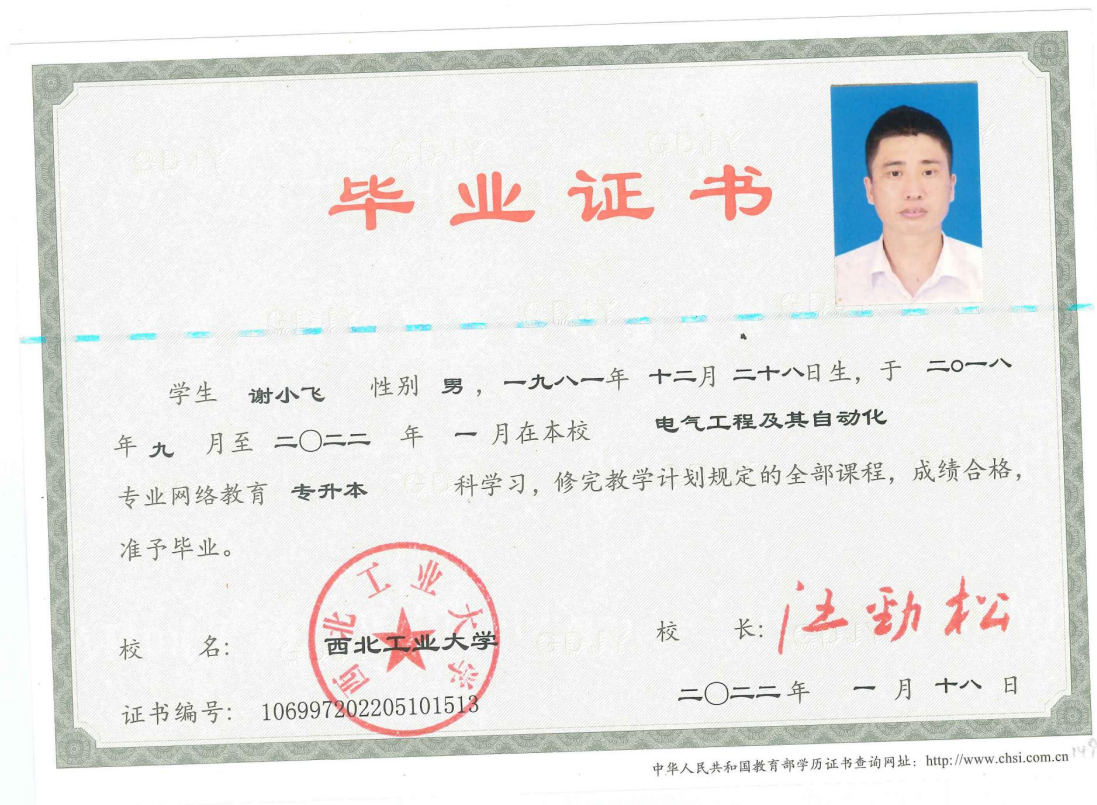 毕业证书
学生 谢小飞 性别 男，一九八一年 十二月 二十八日生，于 二〇一八
年 九 月至 二〇二二 年 一 月在本校 电气工程及其自动化
专业网络教育 专升本 科学习，修完教学计划规定的全部课程，成绩合格，
准予毕业。
西北工业大学
校 名： 西北工业大学
校 长： 汪劲松
证书编号： 106997202205101513
二〇二二年 一 月 十八 日
中华人民共和国教育部学历证书查询网址：http://www.chsi.com.cn